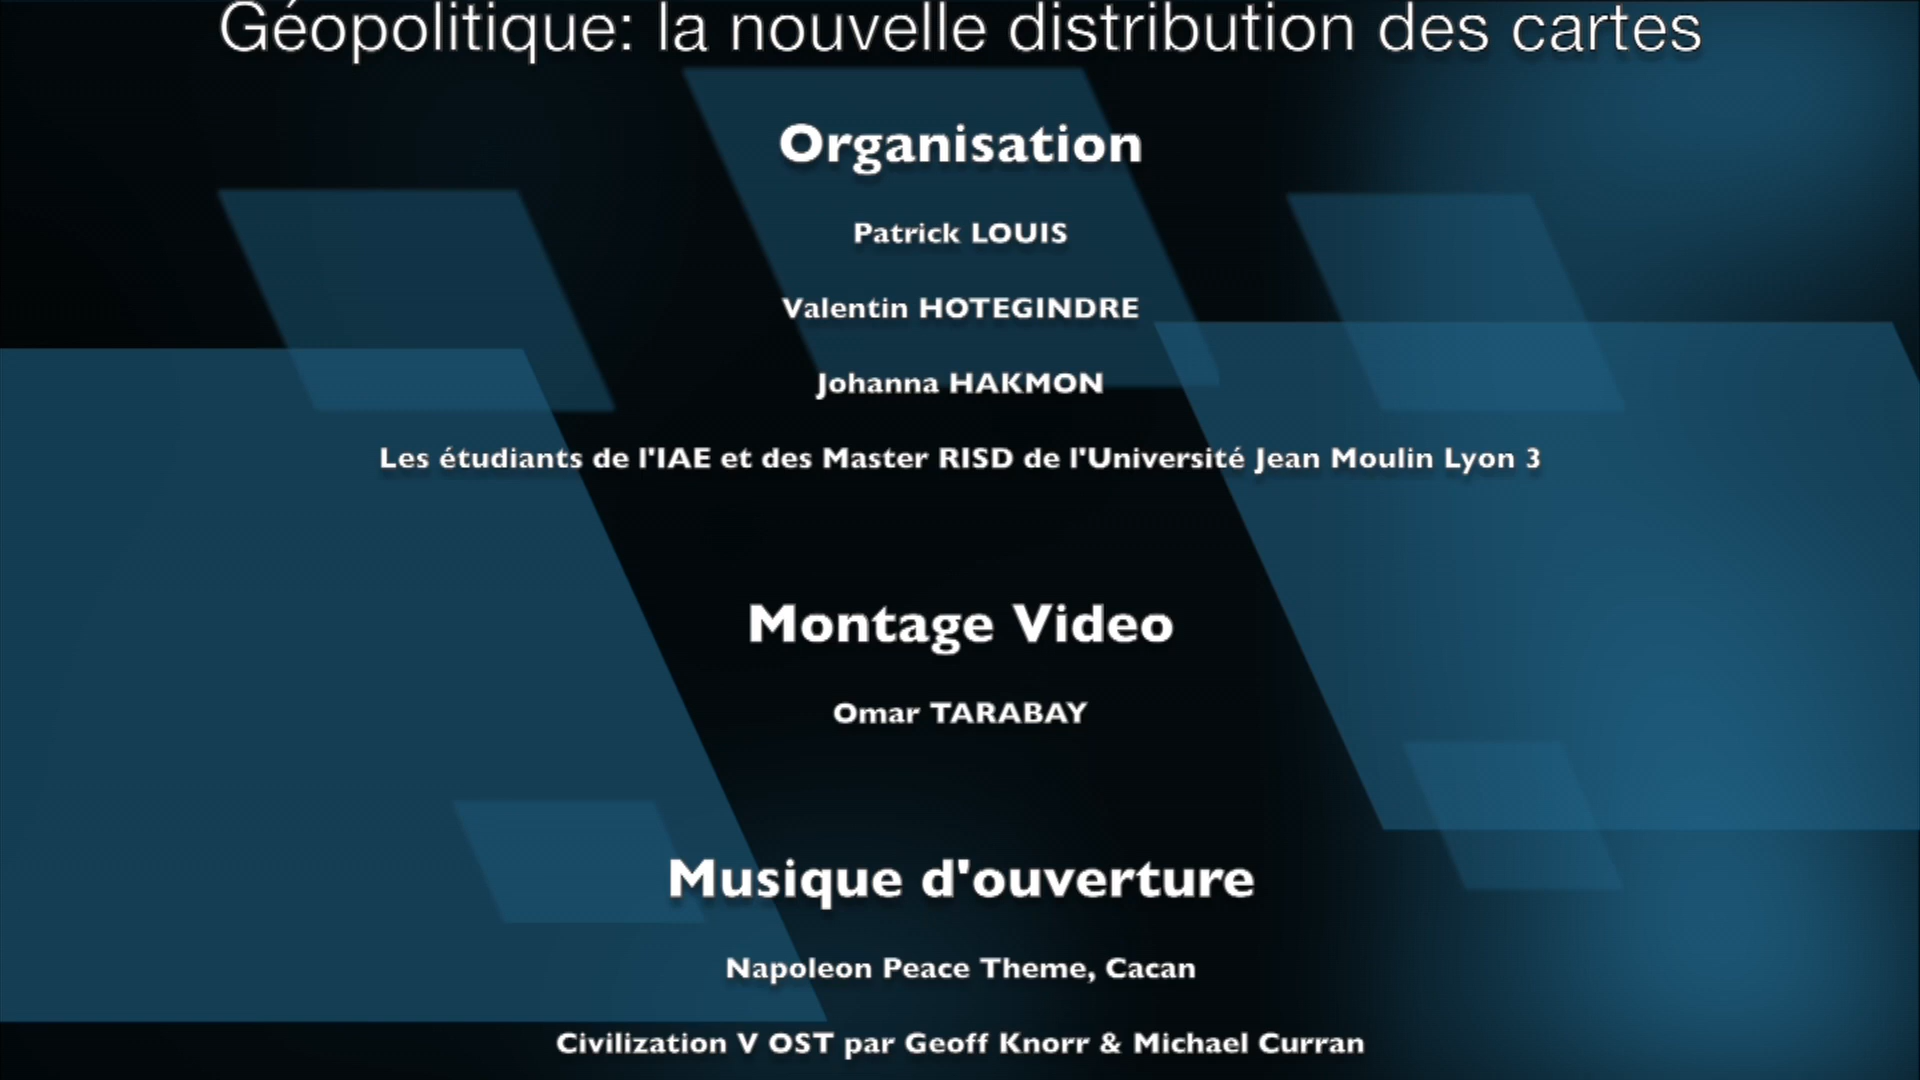 Géopolitique: la nouvelle distribution des cartes
Organisation
Patrick LOUIS
Valentin HOTEGINDRE
Johanna HAKMON
Les étudiants de l'IAE et des Master RISD de l'Université Jean Moulin Lyon 3
Montage Video
Omar TARABAY
Musique d'ouverture
Napoleon Peace Theme, Cacan
Civilization V OST par Geoff Knorr & Michael Curran